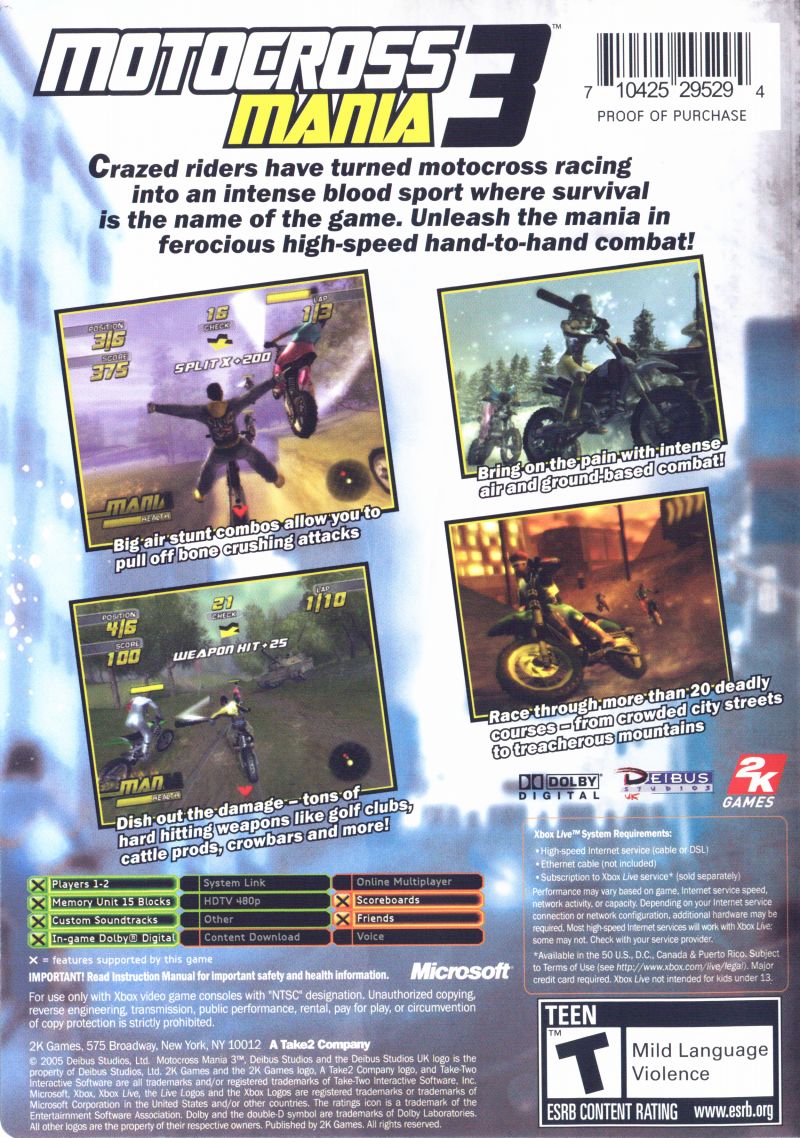 MOTOCROSS
MANIA 3™
7 10425 29529 4
PROOF OF PURCHASE
Crazed riders have turned motocross racing
into an intense blood sport where survival
is the name of the game. Unleash the mania in
ferocious high-speed hand-to-hand combat!
POSITION
3/6
SCORE
375
16
CHECK
LAP
1/3
SPLIT X +200
MANIA
HEALTH
Big air stunt combos allow you to
pull off bone crushing attacks
Bring on the pain with intense
air and ground-based combat!
POSITION
4/6
SCORE
100
21
CHECK
LAP
1/10
WEAPON HIT +25
MANIA
HEALTH
Dish out the damage – tons of
hard hitting weapons like golf clubs,
cattle prods, crowbars and more!
Race through more than 20 deadly
courses – from crowded city streets
to treacherous mountains
DOLBY
DIGITAL
DEIBUS
STUDIOS
UK
2K
GAMES
Players 1-2
Memory Unit 15 Blocks
Custom Soundtracks
In-game Dolby® Digital
System Link
HDTV 480p
Other
Content Download
Online Multiplayer
Scoreboards
Friends
Voice
X = features supported by this game
IMPORTANT! Read Instruction Manual for important safety and health information.
Microsoft®
For use only with Xbox video game consoles with "NTSC" designation. Unauthorized copying,
reverse engineering, transmission, public performance, rental, pay for play, or circumvention
of copy protection is strictly prohibited.
2K Games, 575 Broadway, New York, NY 10012 A Take2 Company
© 2005 Deibus Studios, Ltd. Motocross Mania 3™, Deibus Studios and the Deibus Studios UK logo is the
property of Deibus Studios, Ltd. 2K Games and the 2K Games logo, A Take2 Company logo, and Take-Two
Interactive Software are all trademarks and/or registered trademarks of Take-Two Interactive Software, Inc.
Microsoft, Xbox, Xbox Live, the Live Logos and the Xbox Logos are registered trademarks or trademarks of
Microsoft Corporation in the United States and/or other countries. The ratings icon is a trademark of the
Entertainment Software Association. Dolby and the double-D symbol are trademarks of Dolby Laboratories.
All other logos are the property of their respective owners. Published by 2K Games. All rights reserved.
Xbox Live™ System Requirements:
• High-speed Internet service (cable or DSL)
• Ethernet cable (not included)
• Subscription to Xbox Live service* (sold separately)
Performance may vary based on game, Internet service speed,
network activity, or capacity. Depending on your Internet service
connection or network configuration, additional hardware may be
required. Most high-speed Internet services will work with Xbox Live;
some may not. Check with your service provider.
*Available in the 50 U.S., D.C., Canada & Puerto Rico. Subject
to Terms of Use (see http://www.xbox.com/live/legal). Major
credit card required. Xbox Live not intended for kids under 13.
TEEN
T™
Mild Language
Violence
ESRB CONTENT RATING www.esrb.org